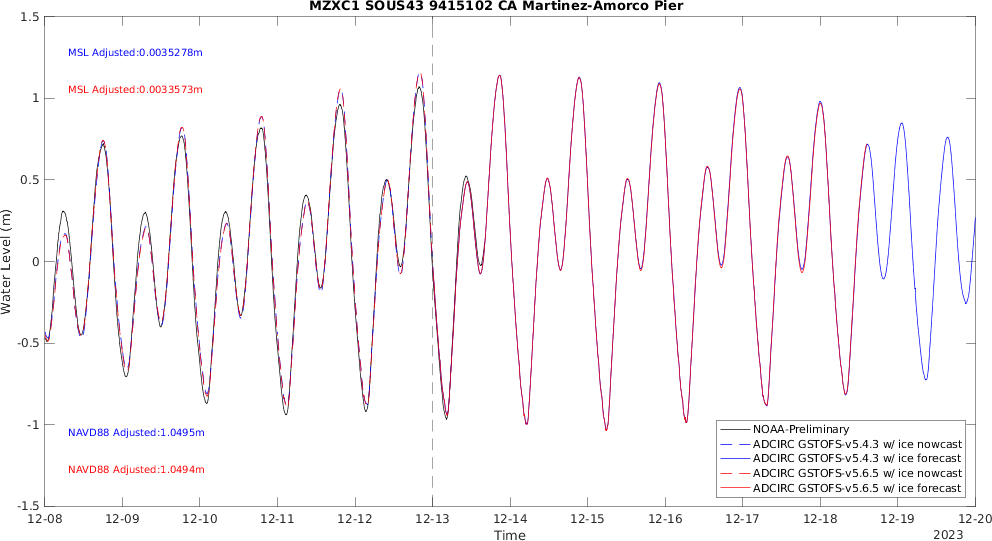 MZXC1 SOUS43 9415102 CA Martinez-Amorco Pier
1.5
1
0.5
0
-0.5
-1
-1.5
Water Level (m)
MSL Adjusted:0.0035278m
MSL Adjusted:0.0033573m
NAVD88 Adjusted:1.0495m
NAVD88 Adjusted:1.0494m
NOAA-Preliminary
ADCIRC GSTOFS-v5.4.3 w/ ice nowcast
ADCIRC GSTOFS-v5.4.3 w/ ice forecast
ADCIRC GSTOFS-v5.6.5 w/ ice nowcast
ADCIRC GSTOFS-v5.6.5 w/ ice forecast
12-08 12-09 12-10 12-11 12-12 12-13 12-14 12-15 12-16 12-17 12-18 12-19 12-20
Time
2023